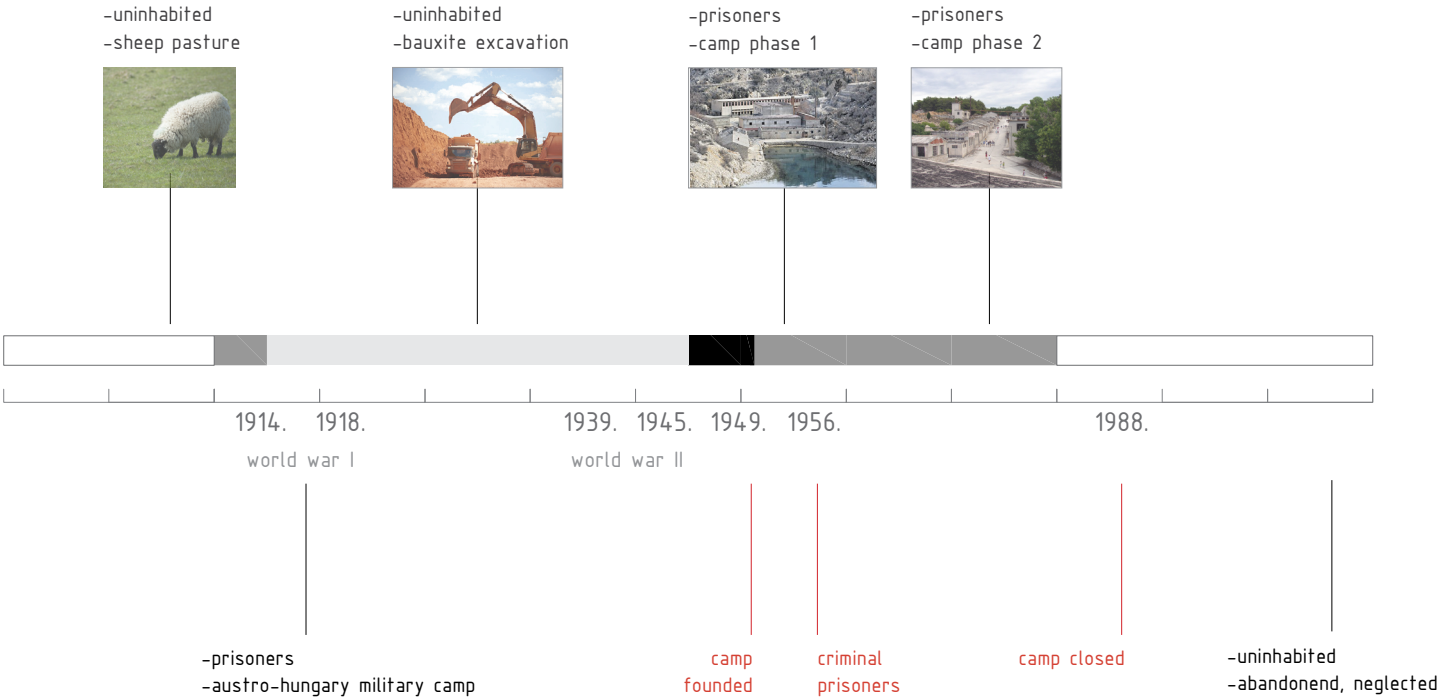 -uninhabited
-sheep pasture
-uninhabited
-bauxite excavation
-prisoners
-camp phase 1
-prisoners
-camp phase 2
1914. 1918. 1939. 1945. 1949. 1956. 1988.
world war I world war II
-prisoners
-austro-hungary military camp
camp
founded
criminal
prisoners
camp closed
-uninhabited
-abandonend, neglected